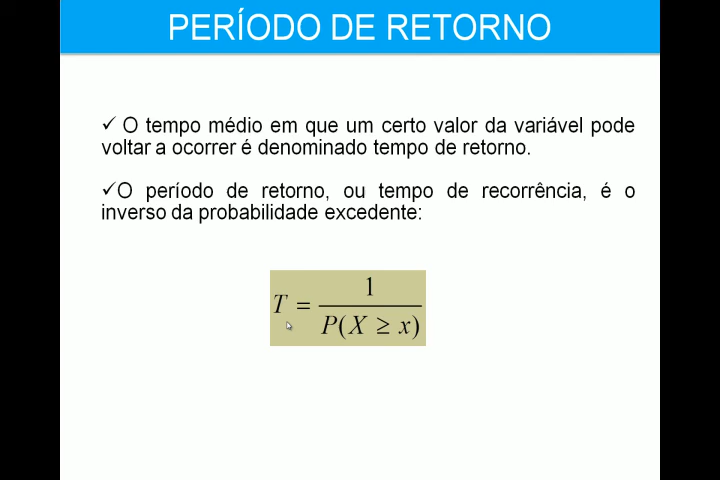 PERÍODO DE RETORNO
✓ O tempo médio em que um certo valor da variável pode
voltar a ocorrer é denominado tempo de retorno.
✓O período de retorno, ou tempo de recorrência, é o
inverso da probabilidade excedente:
T = 1 / P(X ≥ x)